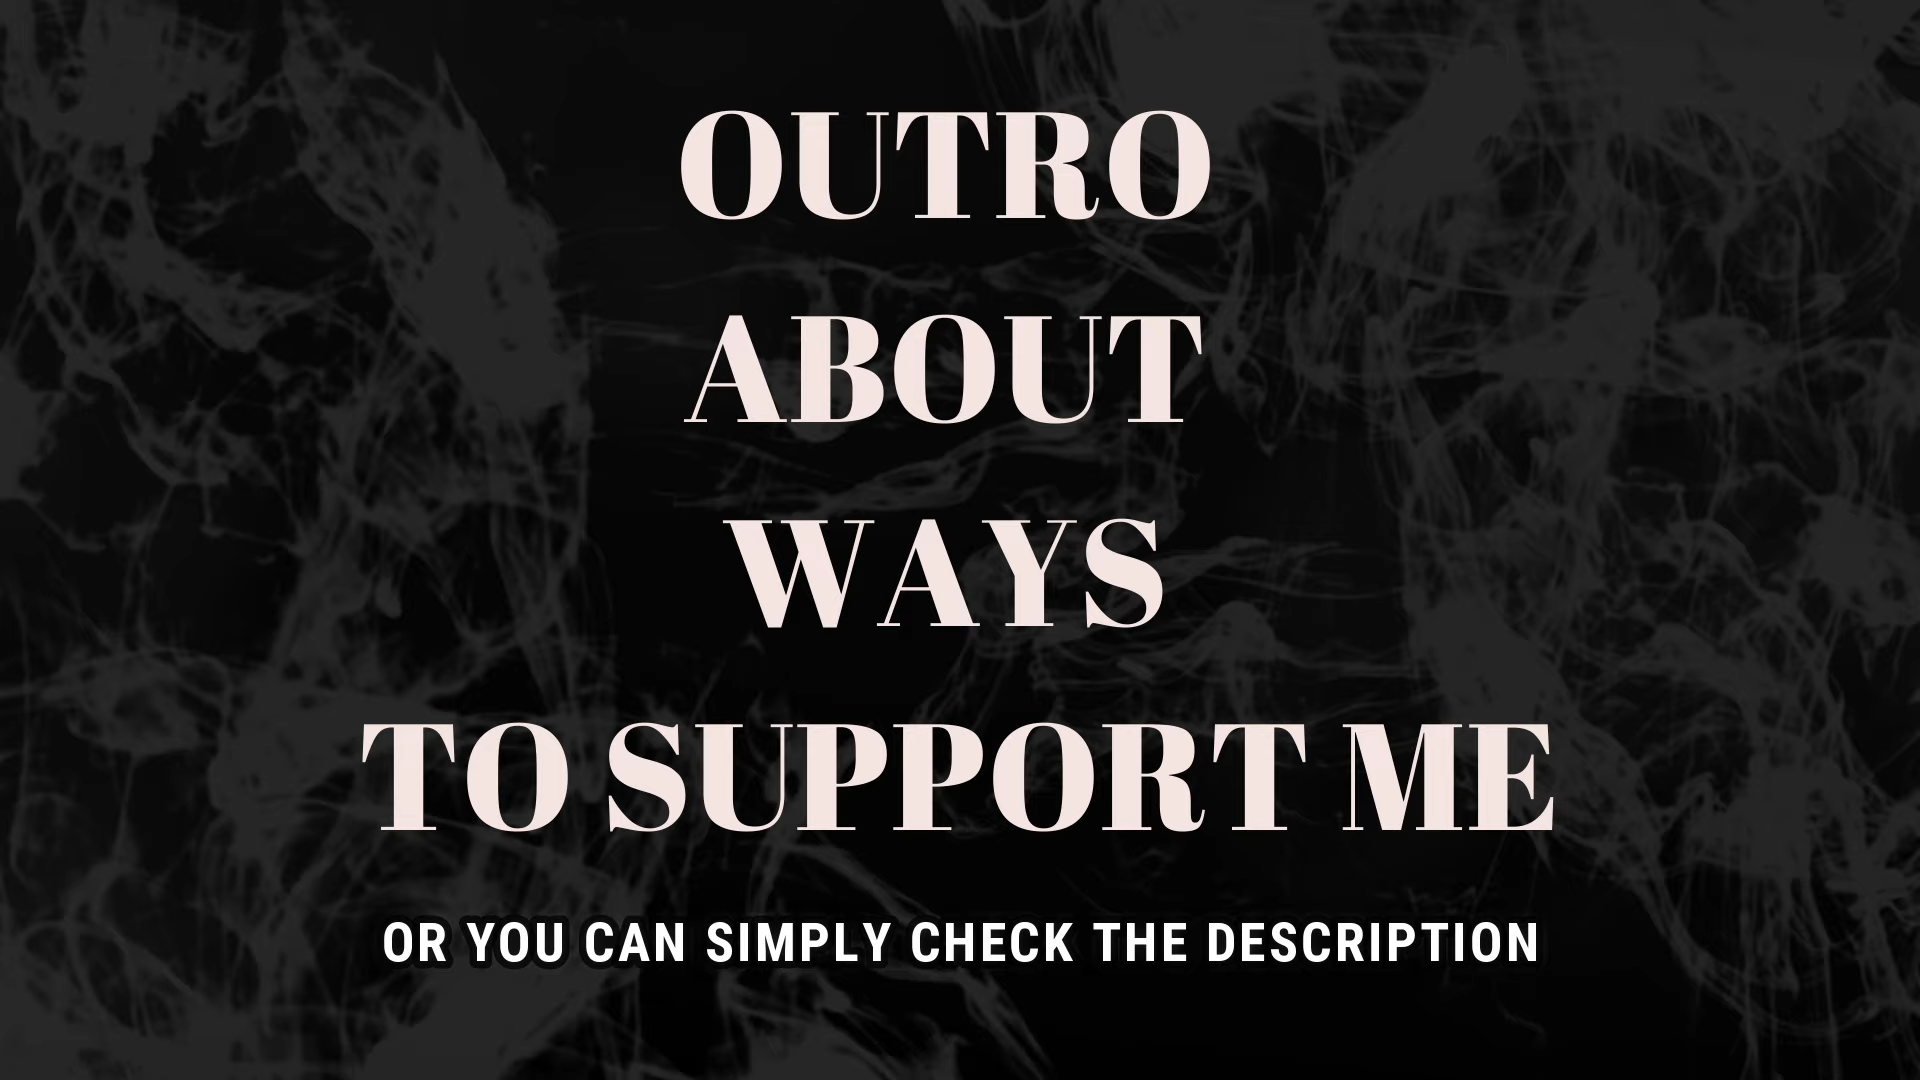 OUTRO
ABOUT
WAYS
TO SUPPORT ME
OR YOU CAN SIMPLY CHECK THE DESCRIPTION